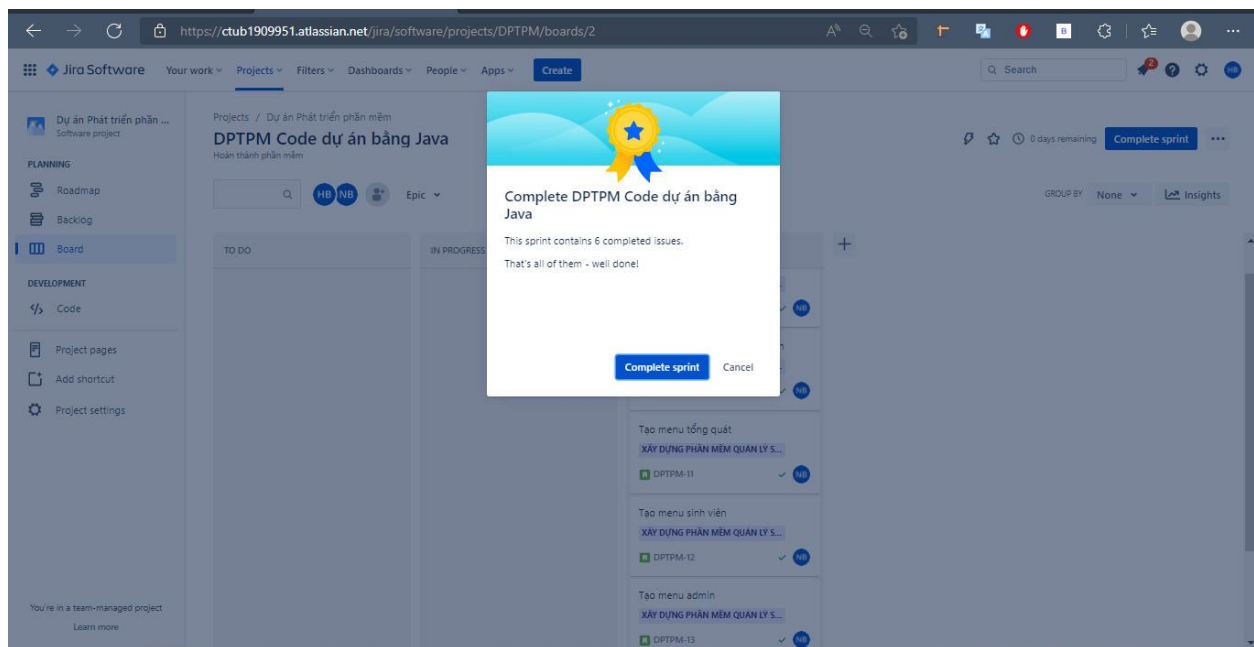 https://ctub1909951.atlassian.net/jira/software/projects/DPTPM/boards/2
Jira Software Your work Projects Filters Dashboards People Apps Create Search 2 HB
Dự án Phát triển phần ...
Software project
PLANNING
Roadmap
Backlog
Board
DEVELOPMENT
Code
Project pages
Add shortcut
Project settings
You're in a team-managed project
Learn more
Projects / Dự án Phát triển phần mềm
DPTPM Code dự án bằng Java
Hoàn thành phần mềm
0 days remaining Complete sprint
HB NB Epic
GROUP BY None Insights
TO DO
IN PROGRESS
Complete DPTPM Code dự án bằng
Java
This sprint contains 6 completed issues.
That's all of them - well done!
Complete sprint Cancel
NB
NB
Tạo menu tổng quát
XÂY DỰNG PHẦN MỀM QUẢN LÝ S...
DPTPM-11 NB
Tạo menu sinh viên
XÂY DỰNG PHẦN MỀM QUẢN LÝ S...
DPTPM-12 NB
Tạo menu admin
XÂY DỰNG PHẦN MỀM QUẢN LÝ S...
DPTPM-13 NB